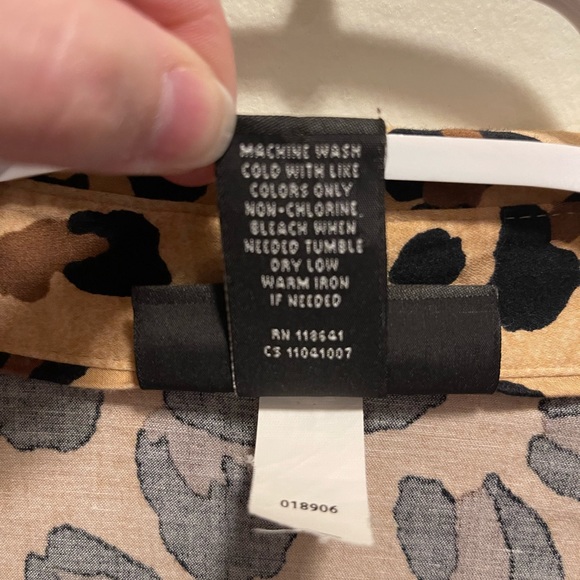 MACHINE WASH
COLD WITH LIKE
COLORS ONLY
NON-CHLORINE,
BLEACH WHEN
NEEDED TUMBLE
DRY LOW
WARM IRON
IF NEEDED
RN 118641
CS 11041007
018906